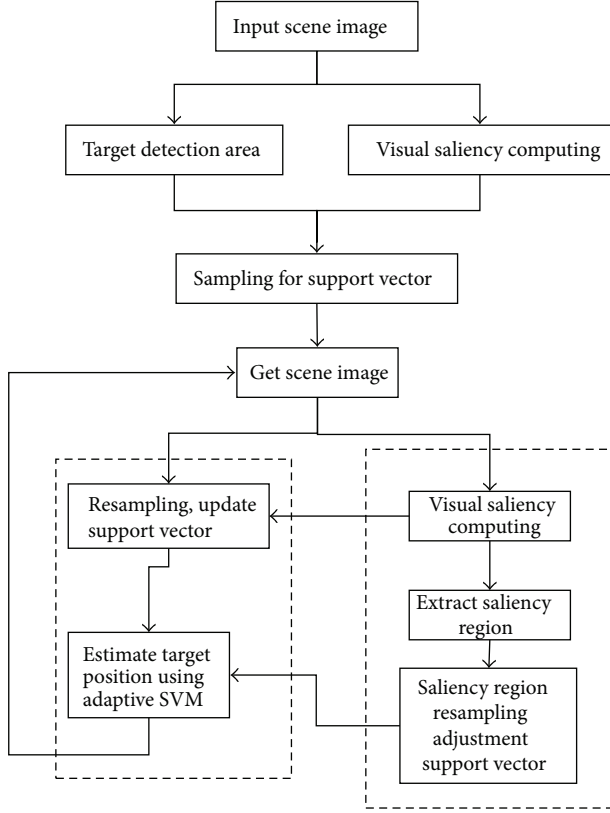 Input scene image
Target detection area
Visual saliency computing
Sampling for support vector
Get scene image
Resampling, update
support vector
Visual saliency
computing
Extract saliency
region
Estimate target
position using
adaptive SVM
Saliency region
resampling
adjustment
support vector